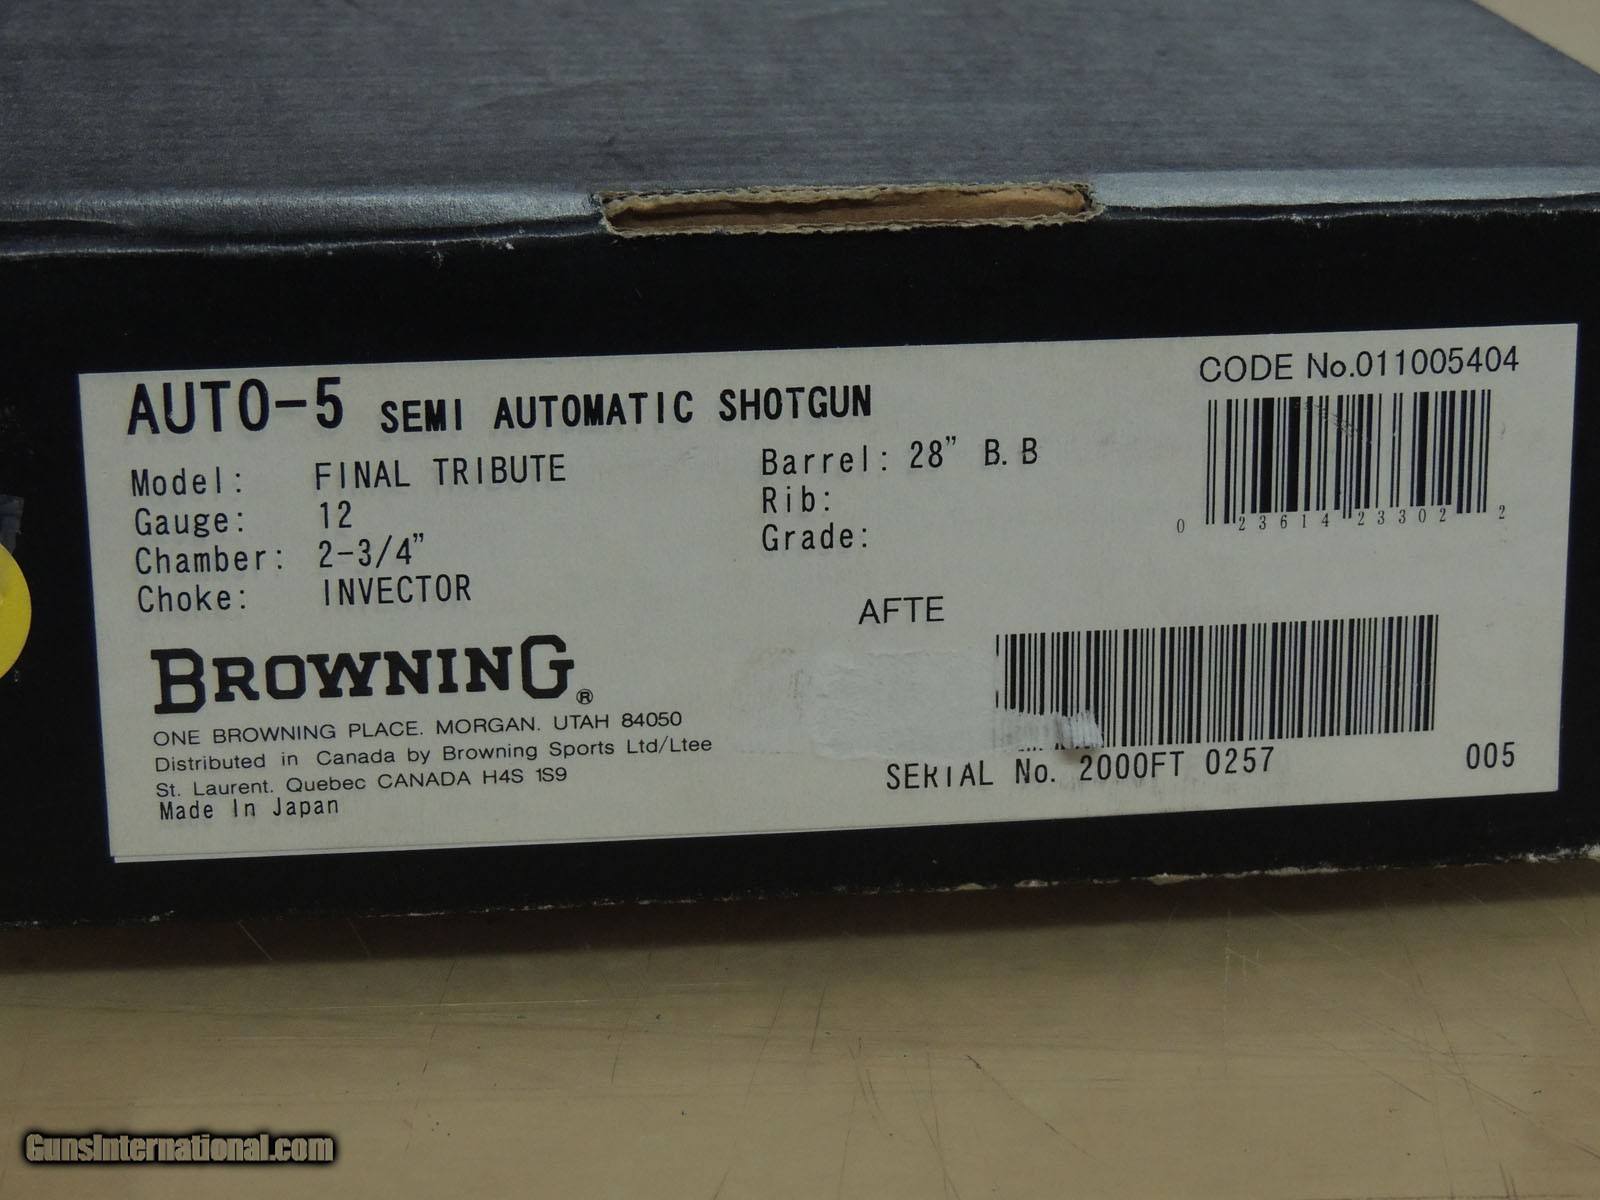 AUTO-5 SEMI AUTOMATIC SHOTGUN
CODE No.011005404
Model: FINAL TRIBUTE
Gauge: 12
Chamber: 2-3/4”
Choke: INVECTOR
Barrel: 28” B.B
Rib:
Grade:
0 23614 23302 2
AFTE
BROWNING®
ONE BROWNING PLACE. MORGAN. UTAH 84050
Distributed in Canada by Browning Sports Ltd/Ltee
St. Laurent. Quebec CANADA H4S 1S9
Made In Japan
SERIAL No. 2000FT 0257
005
GunsInternational.com